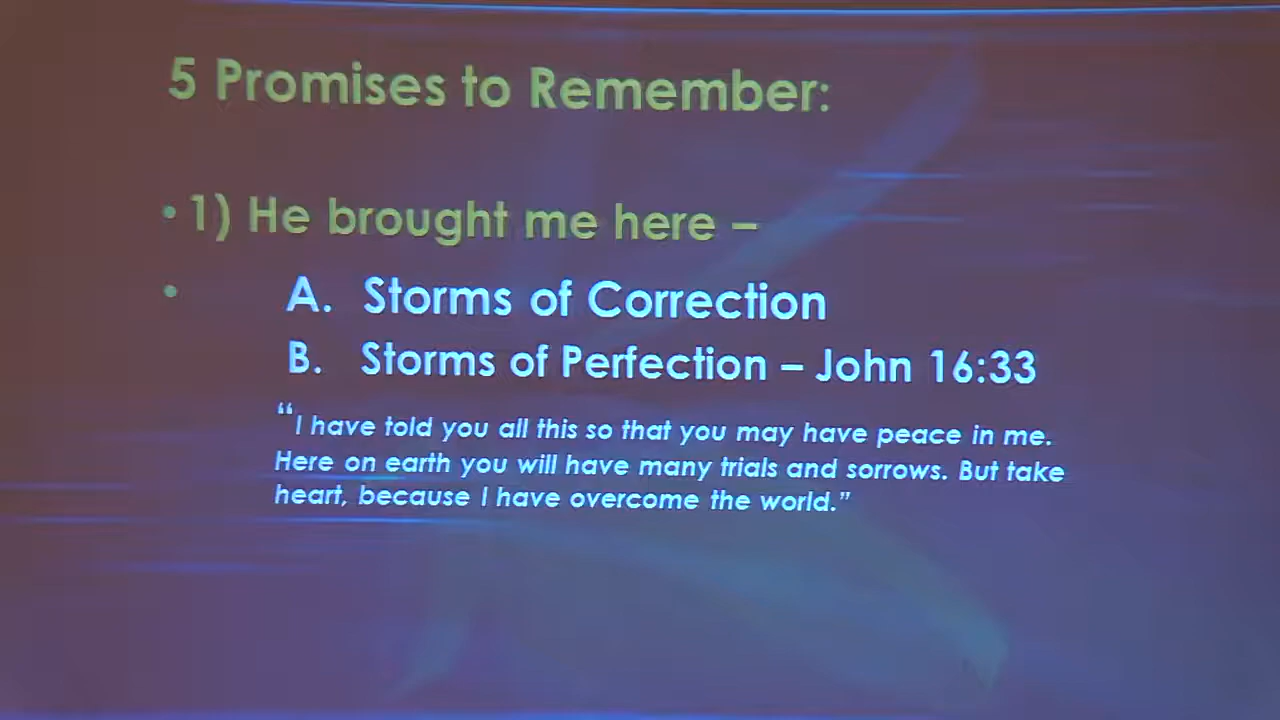 5 Promises to Remember:
• 1) He brought me here –
• A. Storms of Correction
B. Storms of Perfection – John 16:33
“I have told you all this so that you may have peace in me.
Here on earth you will have many trials and sorrows. But take
heart, because I have overcome the world.”